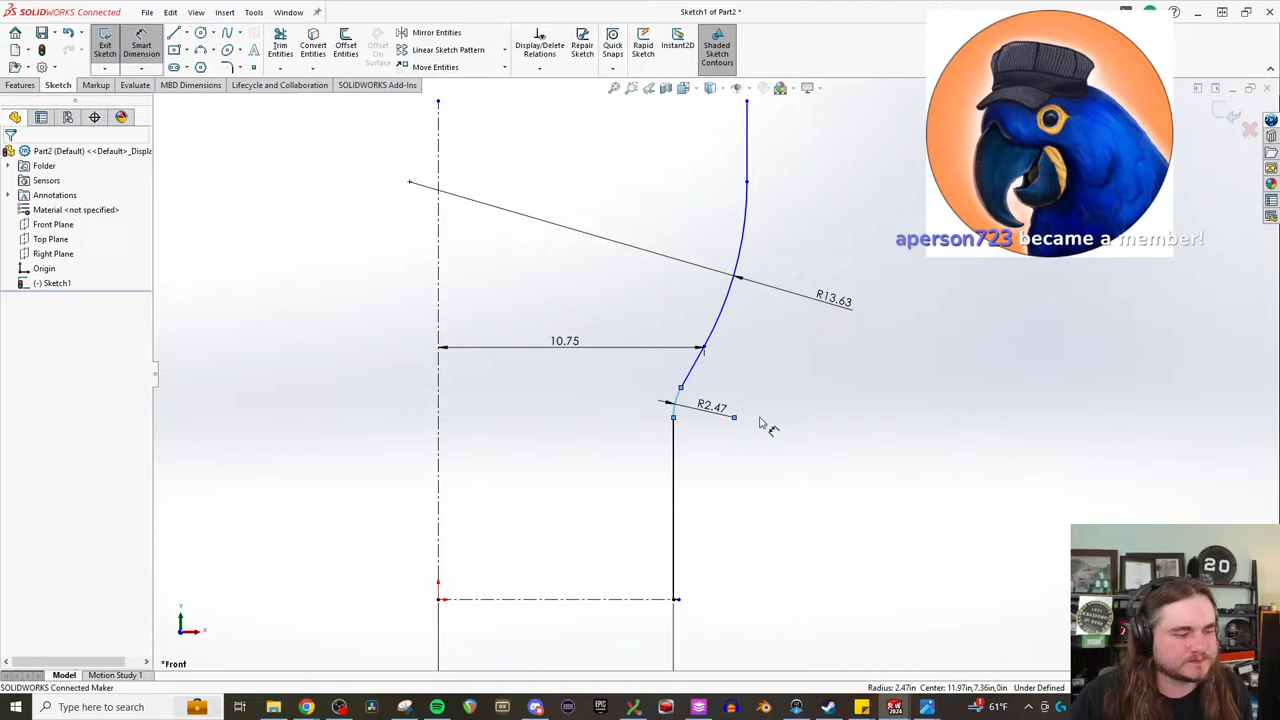 SOLIDWORKS Connected
File Edit View Insert Tools Window
Sketch1 of Part2 *
Exit Sketch
Smart Dimension
Trim Entities
Convert Entities
Offset Entities
Offset On Surface
Mirror Entities
Linear Sketch Pattern
Move Entities
Display/Delete Relations
Repair Sketch
Quick Snaps
Rapid Sketch
Instant2D
Shaded Sketch Contours
Features Sketch Markup Evaluate MBD Dimensions Lifecycle and Collaboration SOLIDWORKS Add-Ins
Part2 (Default) <<Default>_Displa
Folder
Sensors
Annotations
Material <not specified>
Front Plane
Top Plane
Right Plane
Origin
(-) Sketch1
aperson723 became a member!
R13.63
10.75
R2.47
Y
X
*Front
20
Model Motion Study 1
SOLIDWORKS Connected Maker
Radius: 2.47in Center: 11.97in,7.36in,0in Under Defined
Type here to search
61°F